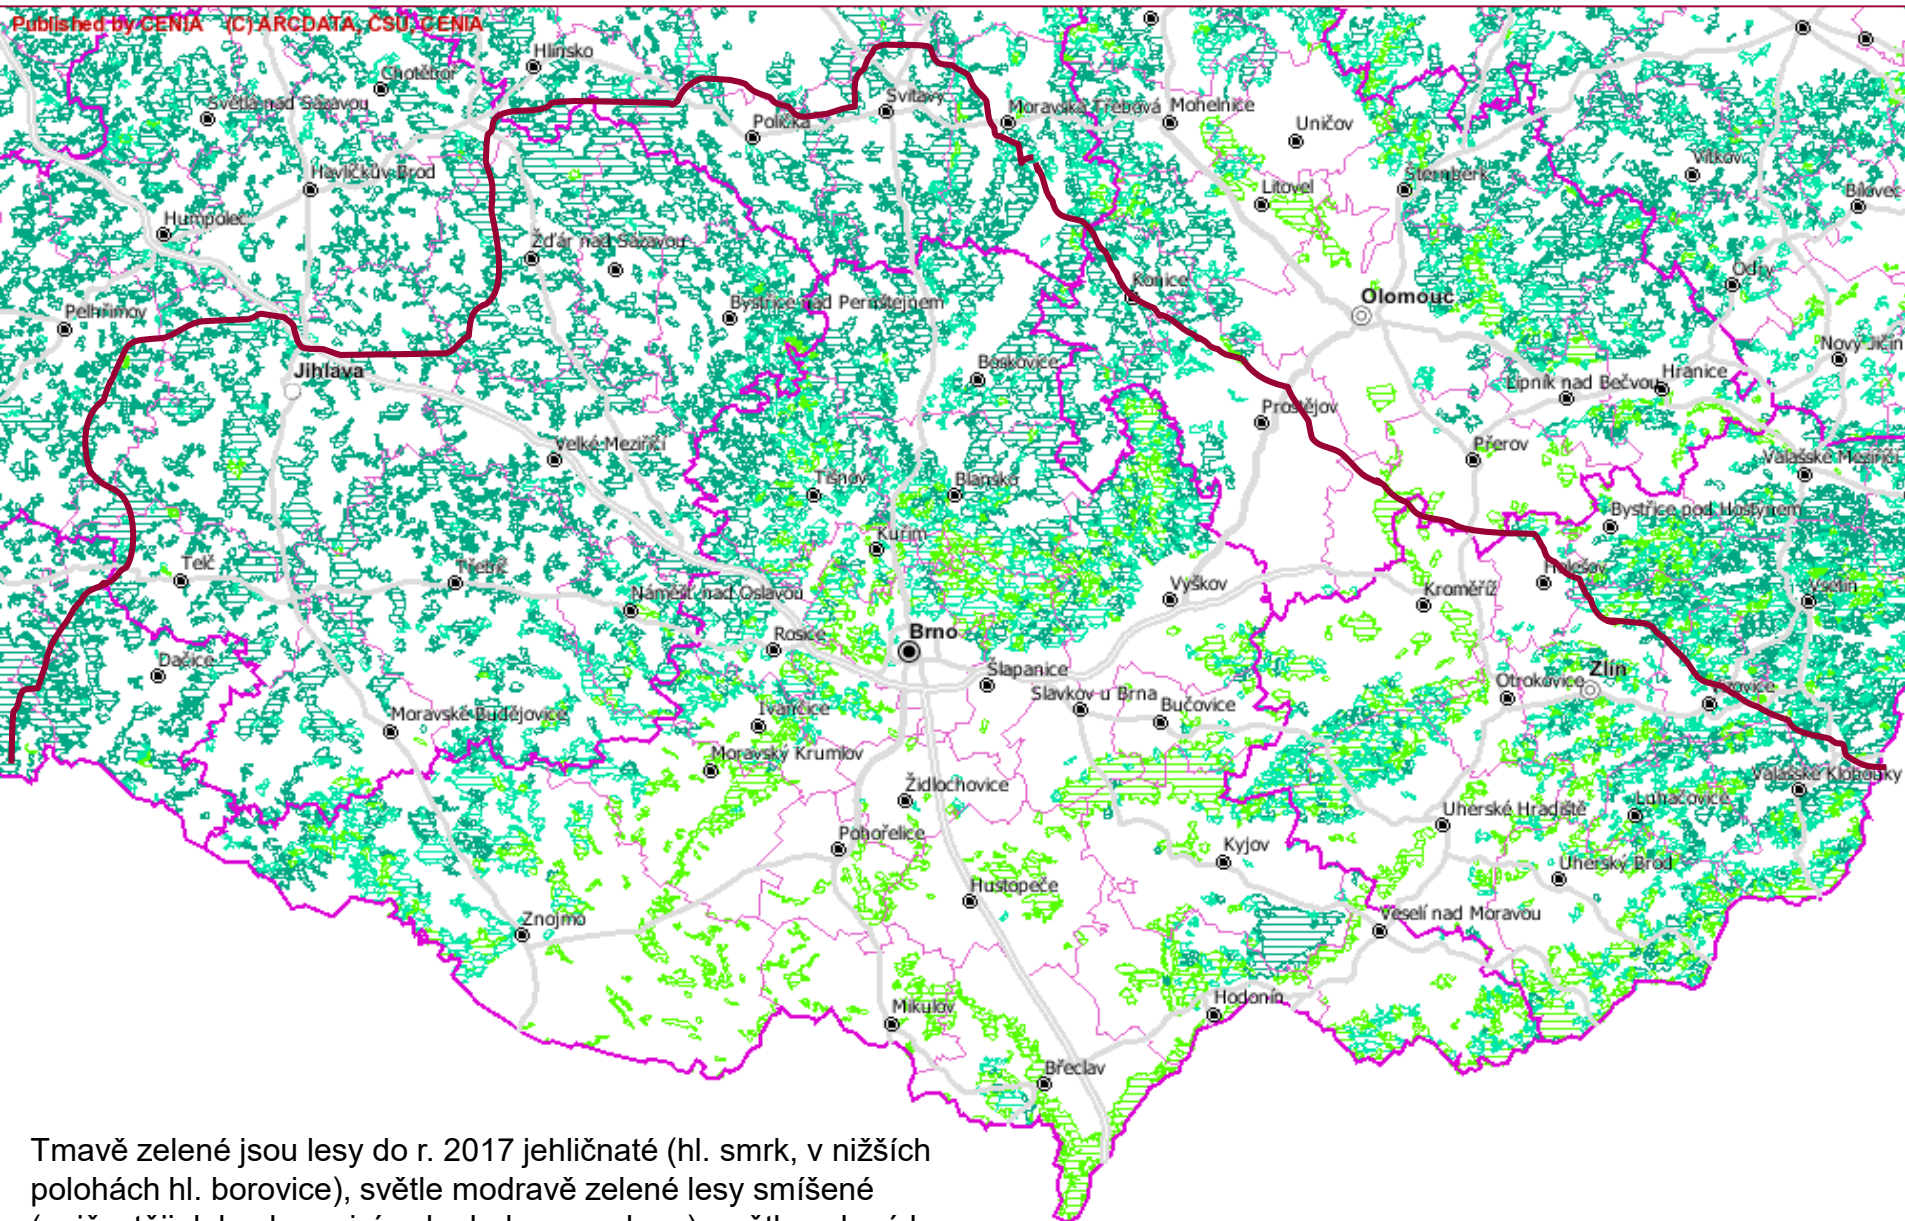 Published by CENIA (C) ARCDATA, ČSÚ, CENIA
Hlinsko
Chotěboř
Světlá nad Sázavou
Svitavy
Moravská Třebová
Mohelnice
Polička
Uničov
Havlíčkův Brod
Vítkov
Šternberk
Litovel
Bílovec
Humpolec
Žďár nad Sázavou
Odry
Konice
Olomouc
Bystřice nad Pernštejnem
Pelhřimov
Nový Jičín
Boskovice
Jihlava
Lipník nad Bečvou
Hranice
Prostějov
Přerov
Velké Meziříčí
Valašské Meziříčí
Tišnov
Blansko
Bystřice pod Hostýnem
Kuřim
Telč
Třebíč
Holešov
Vsetín
Vyškov
Kroměříž
Náměšť nad Oslavou
Rosice
Brno
Dačice
Šlapanice
Zlín
Otrokovice
Vizovice
Slavkov u Brna
Bučovice
Ivančice
Moravské Budějovice
Moravský Krumlov
Valašské Klobouky
Židlochovice
Luhačovice
Uherské Hradiště
Pohořelice
Kyjov
Uherský Brod
Hustopeče
Veselí nad Moravou
Znojmo
Hodonín
Mikulov
Břeclav
Tmavě zelené jsou lesy do r. 2017 jehličnaté (hl. smrk, v nižších
polohách hl. borovice), světle modravě zelené lesy smíšené